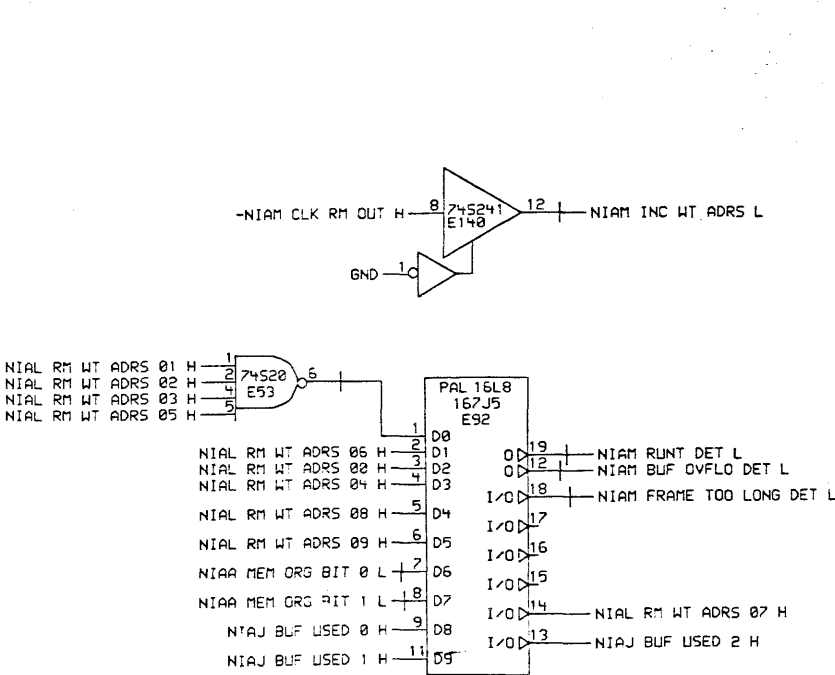 -NIAM CLK RM OUT H 8 74S241 12 NIAM INC WT ADRS L
E140
GND 1
NIAL RM WT ADRS 01 H 1
NIAL RM WT ADRS 02 H 2 74S20 6
NIAL RM WT ADRS 03 H 4 E53
NIAL RM WT ADRS 05 H 5
PAL 16L8
167J5
E92
1 D0
NIAL RM WT ADRS 06 H 2 D1 O 19 NIAM RUNT DET L
NIAL RM WT ADRS 00 H 3 D2 O 12 NIAM BUF OVFLO DET L
NIAL RM WT ADRS 04 H 4 D3 I/O 18 NIAM FRAME TOO LONG DET L
NIAL RM WT ADRS 08 H 5 D4 I/O 17
NIAL RM WT ADRS 09 H 6 D5 I/O 16
NIAA MEM ORG BIT 0 L 7 D6 I/O 15
NIAA MEM ORG BIT 1 L 8 D7 I/O 14 NIAL RM WT ADRS 07 H
NIAJ BUF USED 0 H 9 D8 I/O 13 NIAJ BUF USED 2 H
NIAJ BUF USED 1 H 11 D9